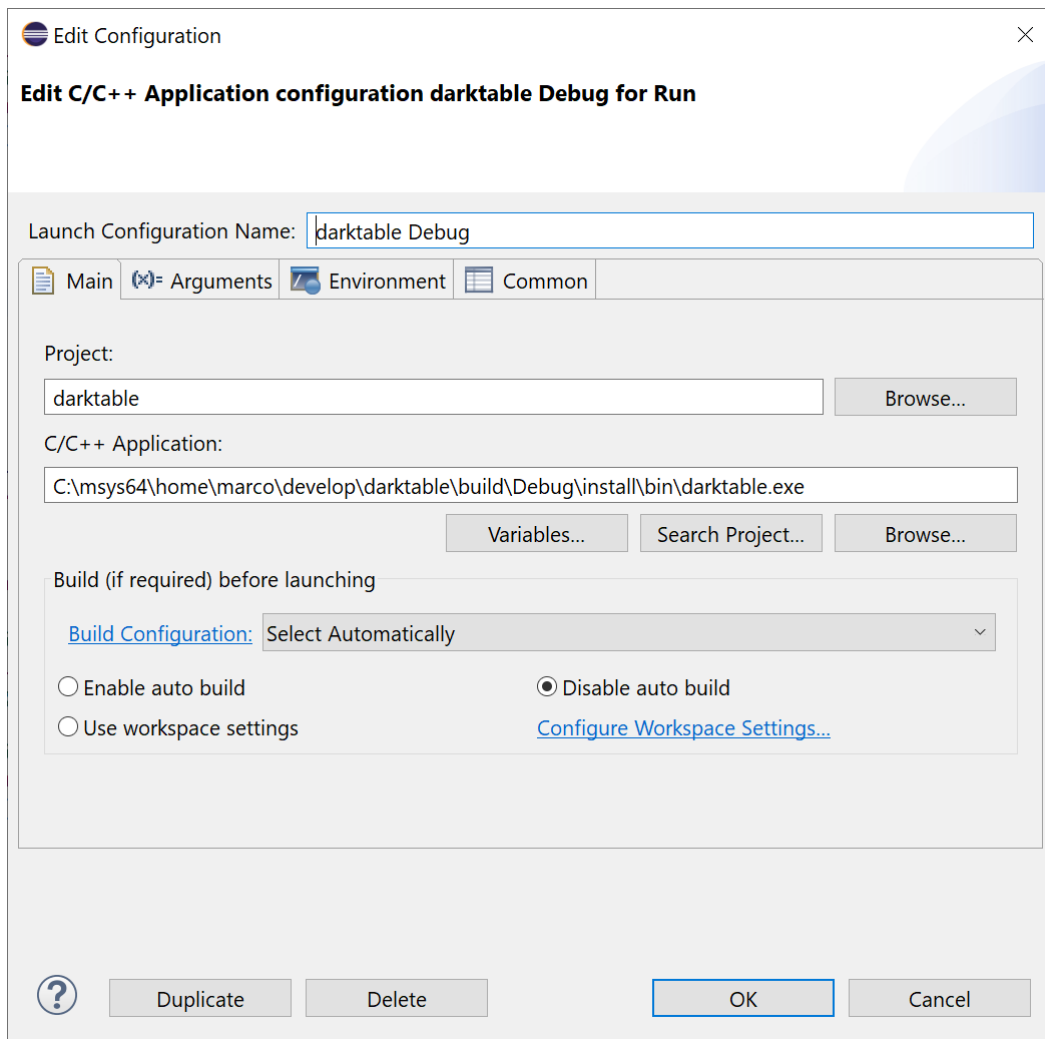 Edit Configuration
Edit C/C++ Application configuration darktable Debug for Run
Launch Configuration Name: darktable Debug
Main (x)= Arguments Environment Common
Project:
darktable Browse...
C/C++ Application:
C:\msys64\home\marco\develop\darktable\build\Debug\install\bin\darktable.exe
Variables... Search Project... Browse...
Build (if required) before launching
Build Configuration: Select Automatically
Enable auto build Disable auto build
Use workspace settings Configure Workspace Settings...
? Duplicate Delete OK Cancel